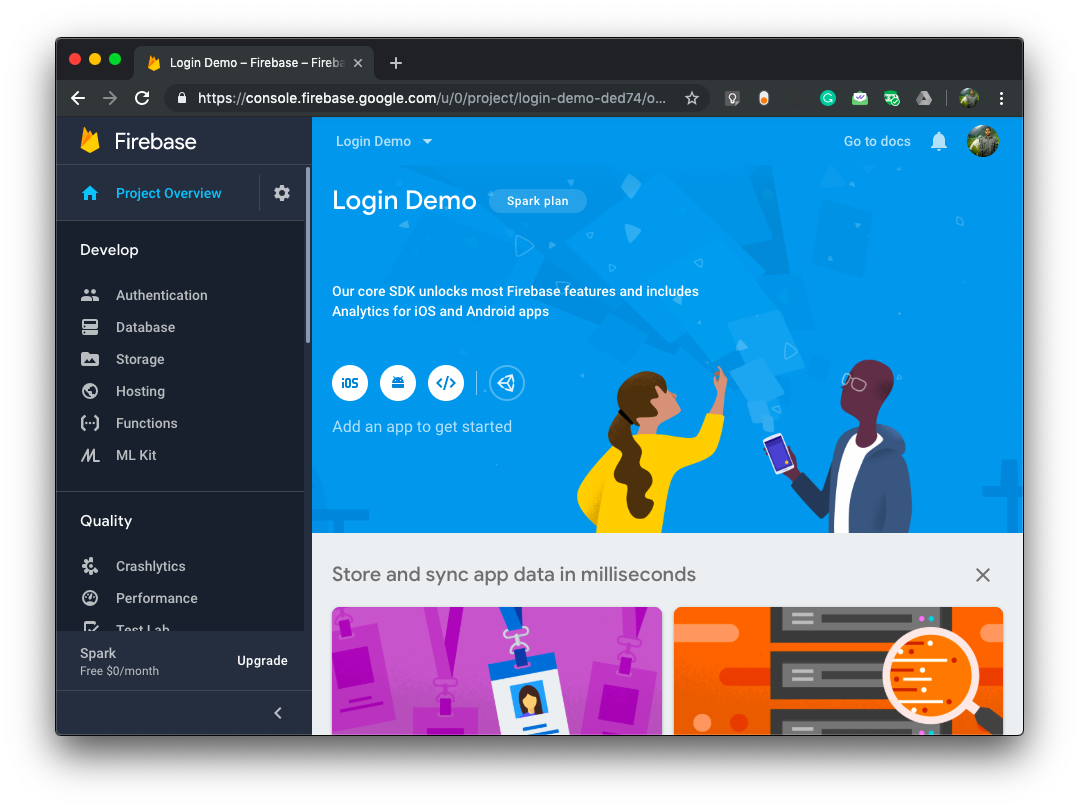 Login Demo – Firebase – Fireba
https://console.firebase.google.com/u/0/project/login-demo-ded74/o...
Firebase
Login Demo
Go to docs
Project Overview
Login Demo
Spark plan
Develop
Our core SDK unlocks most Firebase features and includes
Analytics for iOS and Android apps
Authentication
Database
Storage
Hosting
Functions
ML Kit
iOS
</>
Add an app to get started
Quality
Crashlytics
Performance
Test Lab
Store and sync app data in milliseconds
Spark
Free $0/month
Upgrade